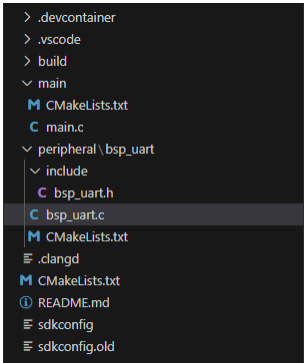 .devcontainer
.vscode
build
main
CMakeLists.txt
main.c
peripheral\bsp_uart
include
bsp_uart.h
bsp_uart.c
CMakeLists.txt
.clangd
CMakeLists.txt
README.md
sdkconfig
sdkconfig.old